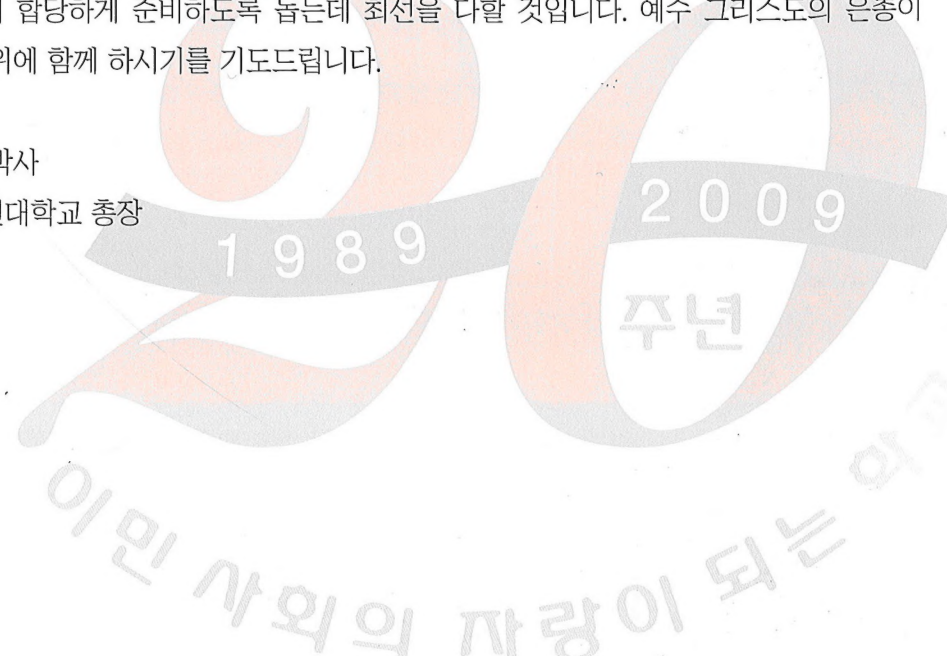 합당하게 준비하도록 돕는데 최선을 다할 것입니다. 예수 그리스도의 은총이
위에 함께 하시기를 기도드립니다.
박사
대학교 총장
1989
2009
주년
이민 사회의 자랑이 되는